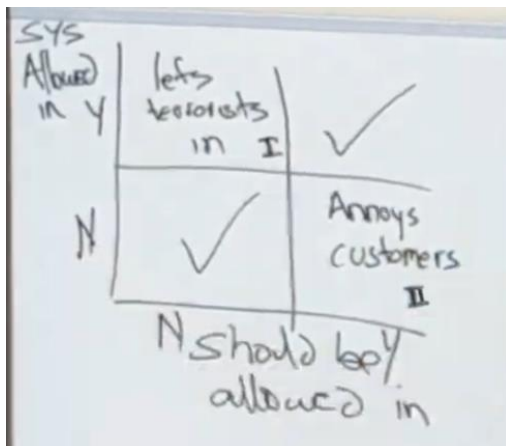 SYS
Allowed
in Y
lets
terrorists
in I
N
Annoys
customers
II
N should be Y
allowed in